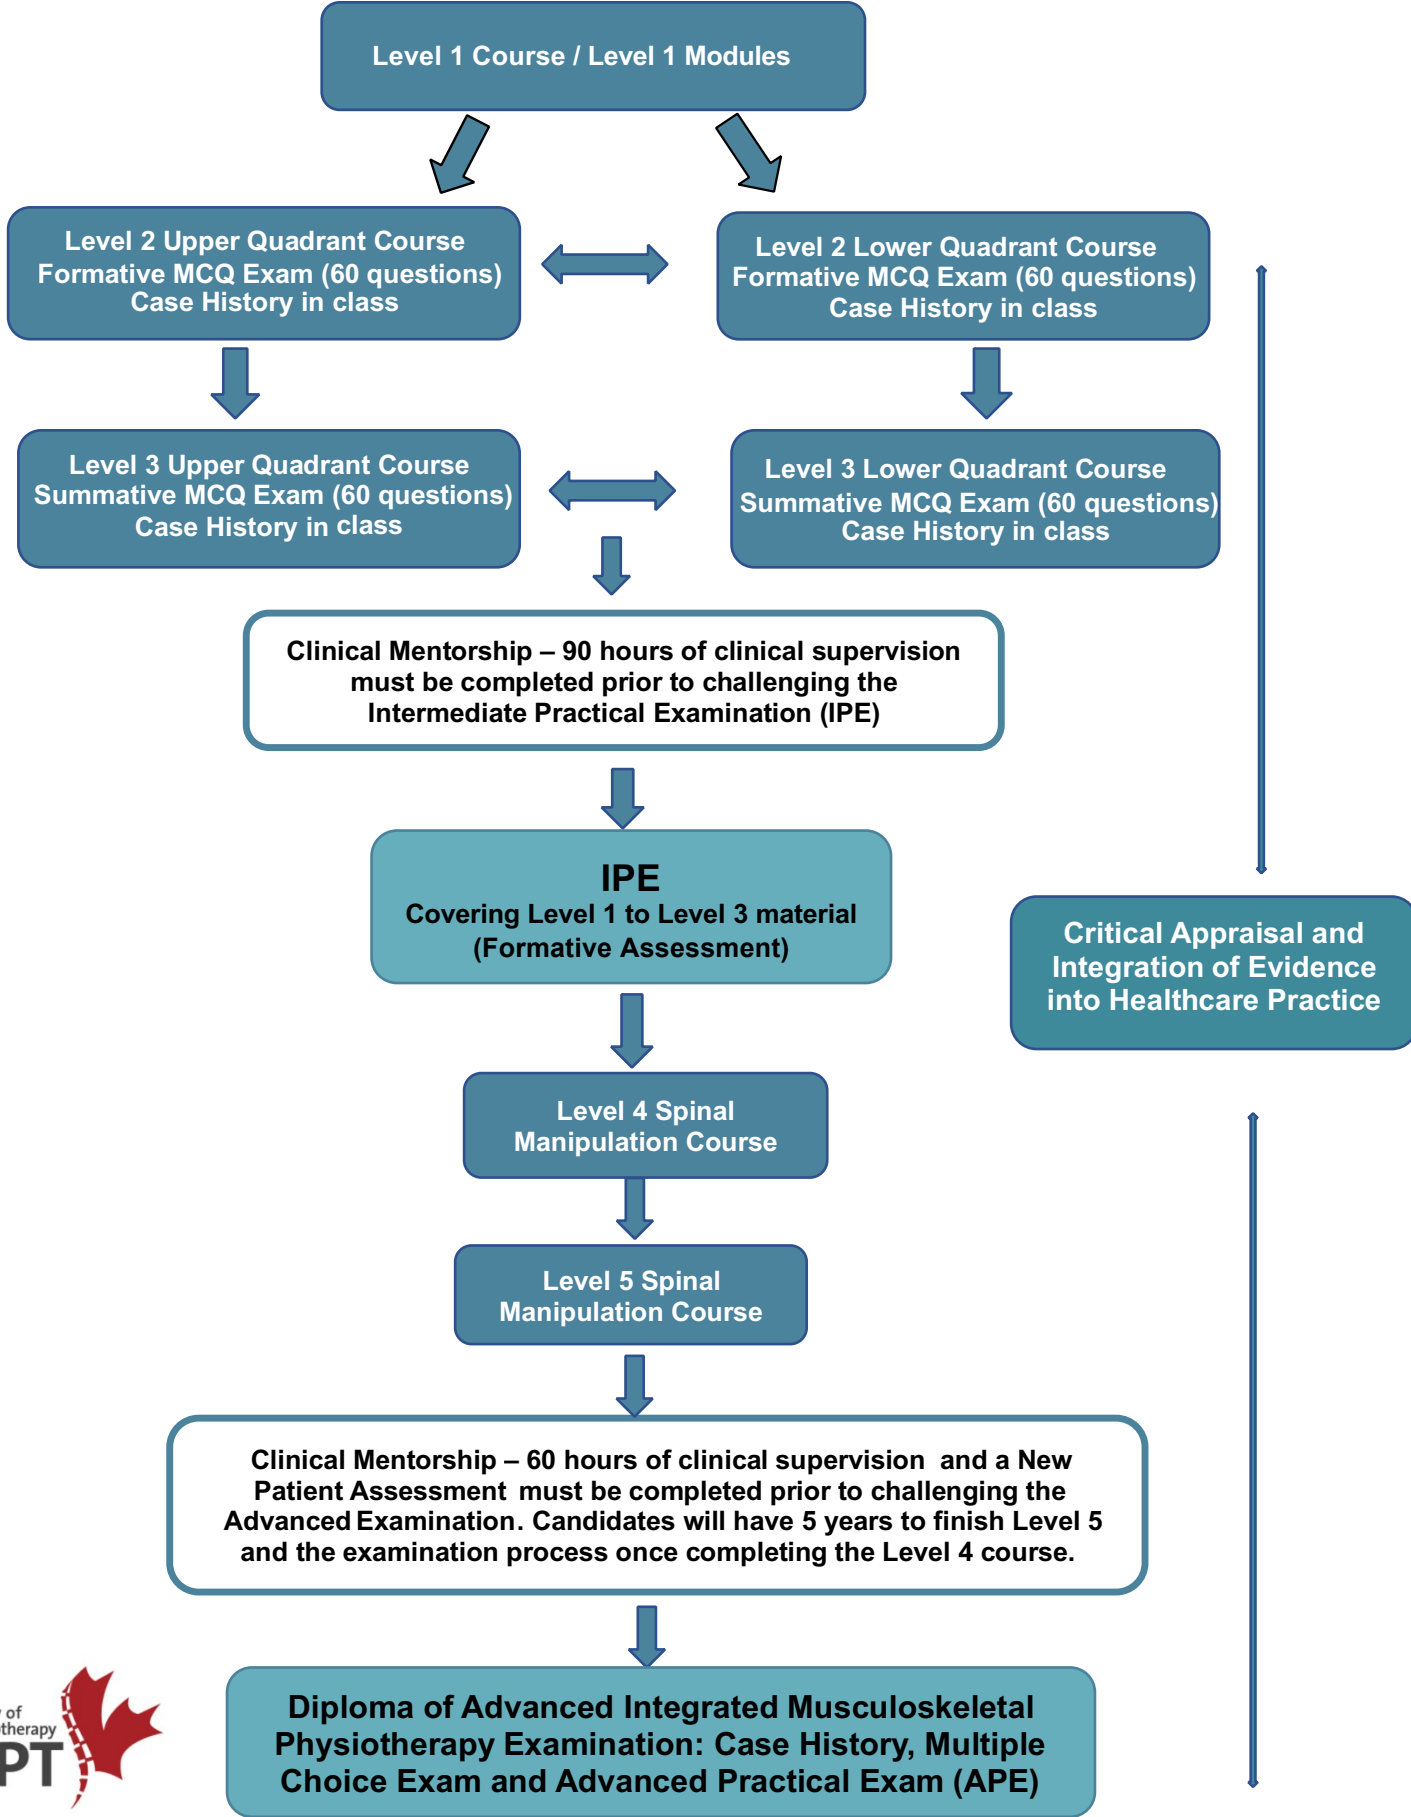 Level 1 Course / Level 1 Modules
Level 2 Upper Quadrant Course
Formative MCQ Exam (60 questions)
Case History in class
Level 2 Lower Quadrant Course
Formative MCQ Exam (60 questions)
Case History in class
Level 3 Upper Quadrant Course
Summative MCQ Exam (60 questions)
Case History in class
Level 3 Lower Quadrant Course
Summative MCQ Exam (60 questions)
Case History in class
Clinical Mentorship – 90 hours of clinical supervision
must be completed prior to challenging the
Intermediate Practical Examination (IPE)
IPE
Covering Level 1 to Level 3 material
(Formative Assessment)
Critical Appraisal and
Integration of Evidence
into Healthcare Practice
Level 4 Spinal
Manipulation Course
Level 5 Spinal
Manipulation Course
Clinical Mentorship – 60 hours of clinical supervision and a New
Patient Assessment must be completed prior to challenging the
Advanced Examination. Candidates will have 5 years to finish Level 5
and the examination process once completing the Level 4 course.
Diploma of Advanced Integrated Musculoskeletal
Physiotherapy Examination: Case History, Multiple
Choice Exam and Advanced Practical Exam (APE)
of
therapy
PT